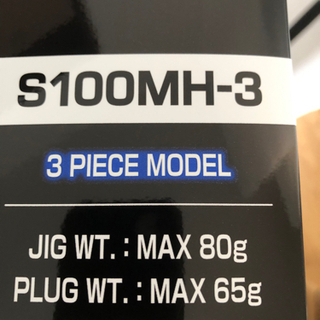 S100MH-3
3 PIECE MODEL
JIG WT. : MAX 80g
PLUG WT. : MAX 65g